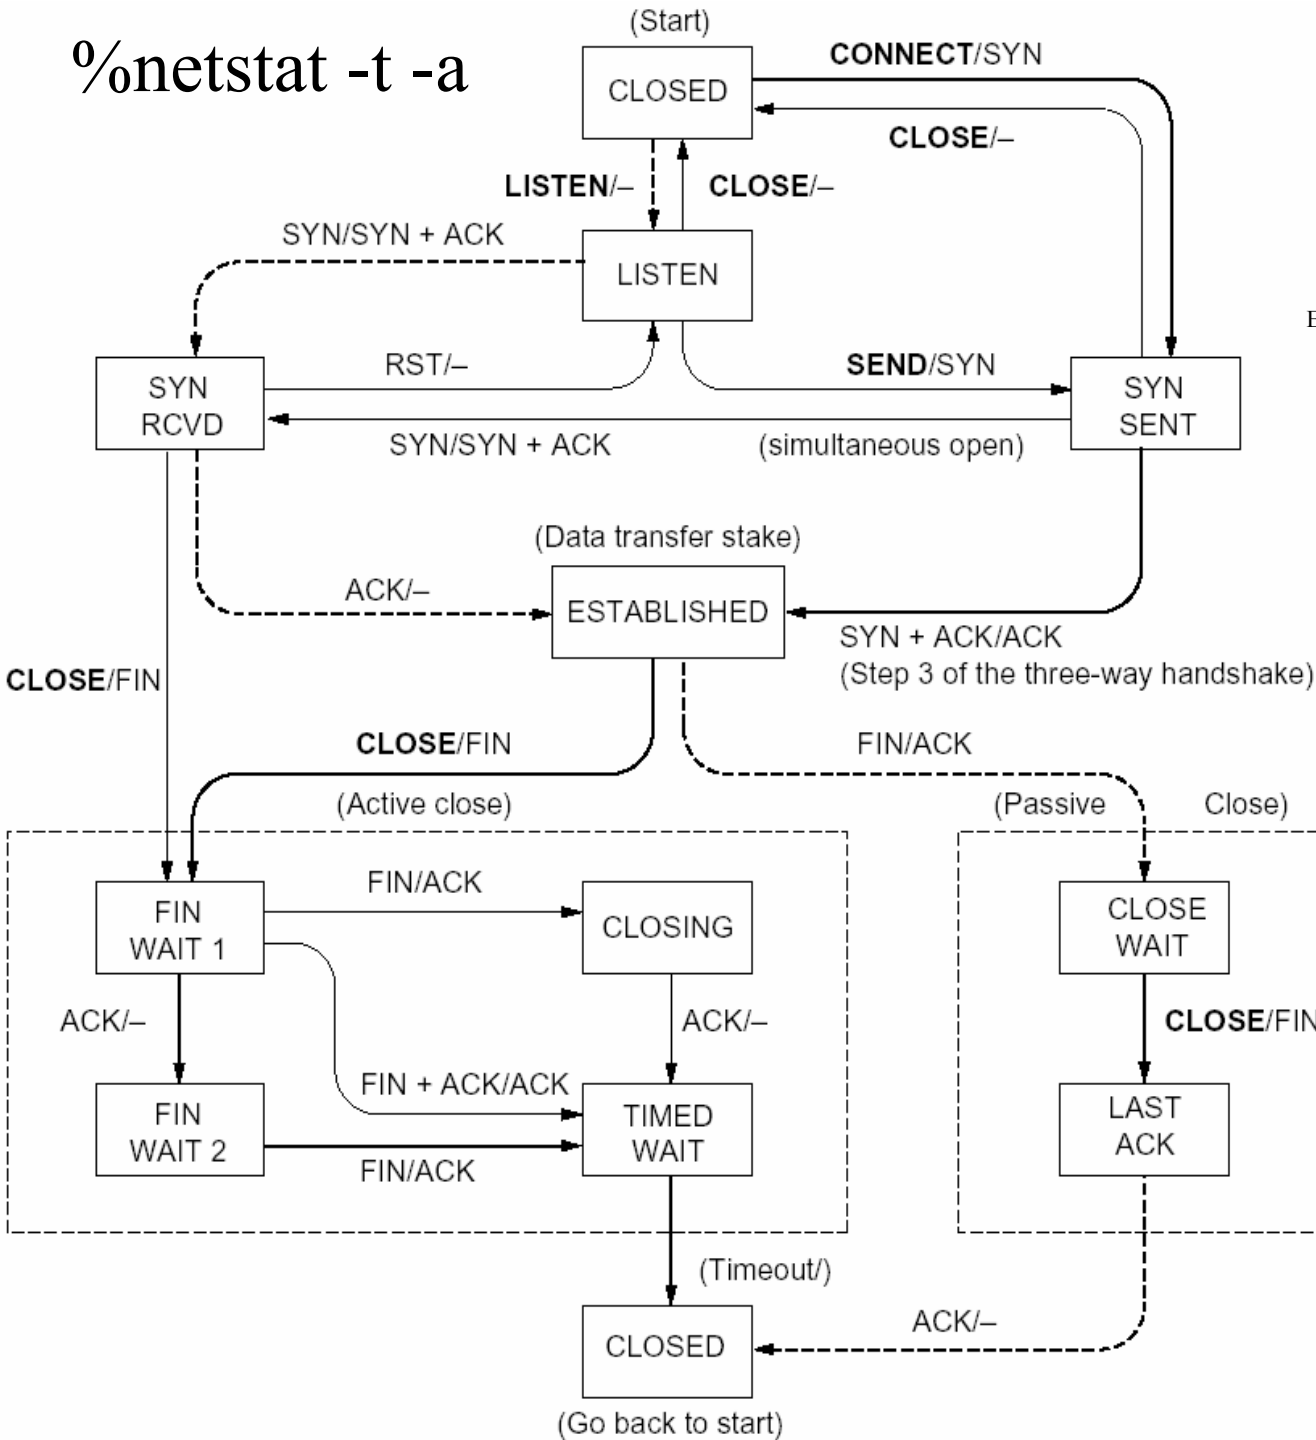 (Start)
%netstat -t -a
CONNECT/SYN
CLOSED
CLOSE/–
LISTEN/–
CLOSE/–
SYN/SYN + ACK
LISTEN
E
RST/–
SEND/SYN
SYN
RCVD
SYN
SENT
SYN/SYN + ACK
(simultaneous open)
(Data transfer stake)
ACK/–
ESTABLISHED
SYN + ACK/ACK
(Step 3 of the three-way handshake)
CLOSE/FIN
CLOSE/FIN
FIN/ACK
(Active close)
(Passive Close)
FIN/ACK
FIN
WAIT 1
CLOSING
CLOSE
WAIT
ACK/–
ACK/–
CLOSE/FIN
FIN + ACK/ACK
FIN
WAIT 2
TIMED
WAIT
LAST
ACK
FIN/ACK
(Timeout/)
CLOSED
ACK/–
(Go back to start)